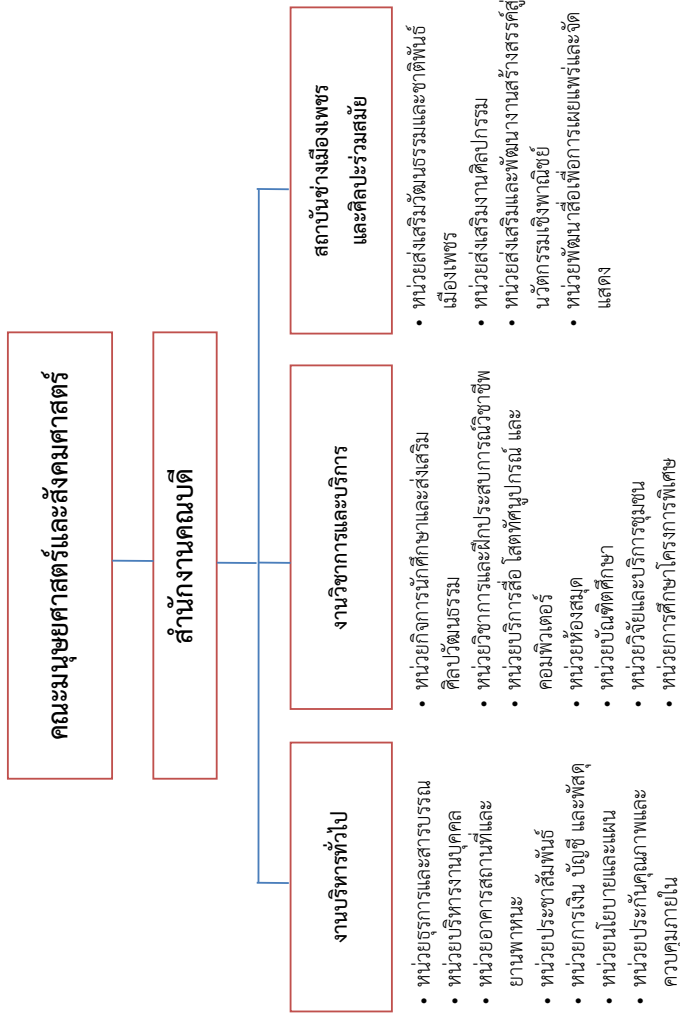 คณะมนุษยศาสตร์และสังคมศาสตร์
สำนักงานคณบดี
งานบริหารทั่วไป
• หน่วยธุรการและสารบรรณ
• หน่วยบริหารงานบุคคล
• หน่วยอาคารสถานที่และ
ยานพาหนะ
• หน่วยประชาสัมพันธ์
• หน่วยการเงิน บัญชี และพัสดุ
• หน่วยนโยบายและแผน
• หน่วยประกันคุณภาพและ
ควบคุมภายใน
งานวิชาการและบริการ
• หน่วยกิจการนักศึกษาและส่งเสริม
ศิลปวัฒนธรรม
• หน่วยวิชาการและฝึกประสบการณ์วิชาชีพ
• หน่วยบริการสื่อ โสตทัศนูปกรณ์ และ
คอมพิวเตอร์
• หน่วยห้องสมุด
• หน่วยบัณฑิตศึกษา
• หน่วยวิจัยและบริการชุมชน
• หน่วยการศึกษาโครงการพิเศษ
สถาบันช่างเมืองเพชร
และศิลปะร่วมสมัย
• หน่วยส่งเสริมวัฒนธรรมและชาติพันธ์
เมืองเพชร
• หน่วยส่งเสริมงานศิลปกรรม
• หน่วยส่งเสริมและพัฒนางานสร้างสรรค์สู่
นวัตกรรมเชิงพาณิชย์
• หน่วยพัฒนาสื่อเพื่อการเผยแพร่และจัด
แสดง